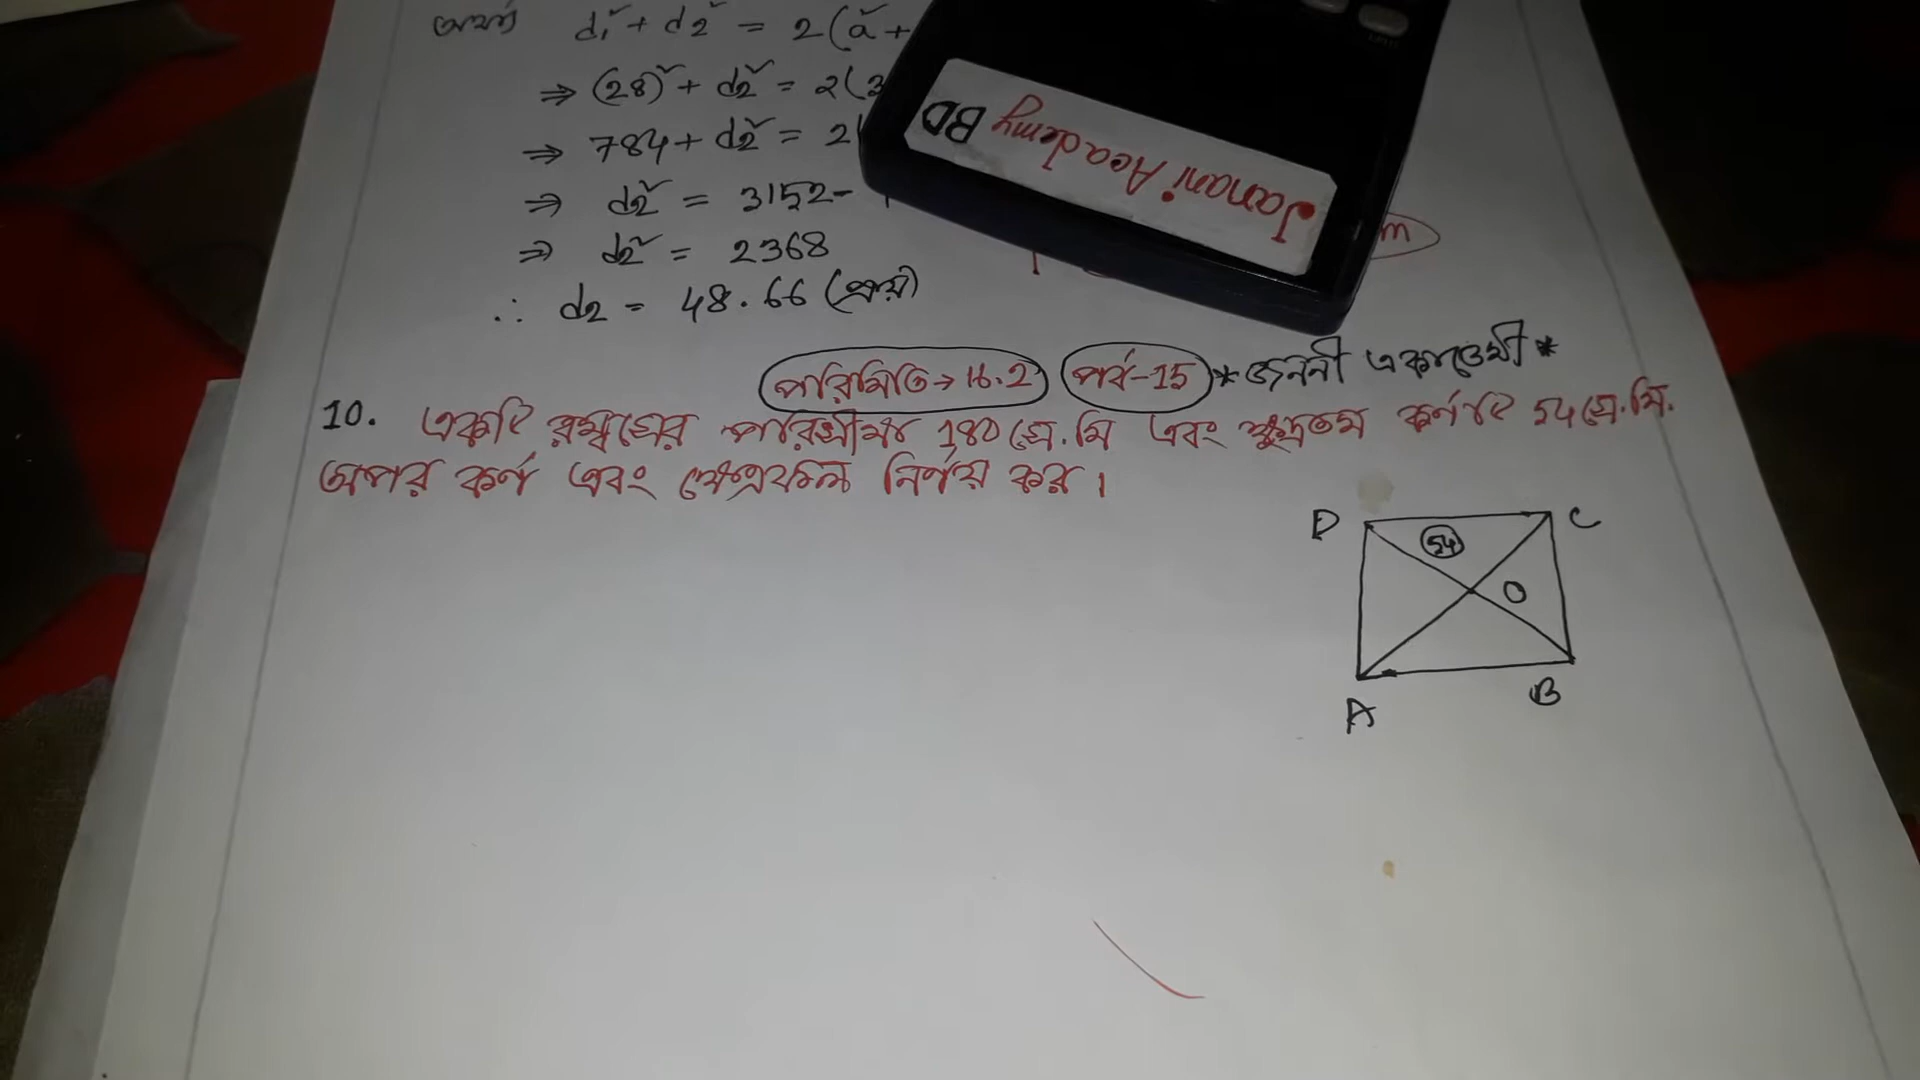 অথবা d₁² + d₂² = 2(a² +
⇒ (28)² + d₂² = 2(3
⇒ 784 + d₂² = 2(
⇒ d₂² = 3152-
⇒ d₂² = 2368
∴ d₂ = 48.66 (প্রায়)
Janani Academy BD
m
পরিমিতি → 16.2 পর্ব-15 * জননী একাডেমী *
10. একটি রম্বসের পরিসীমা 180 সে.মি এবং ক্ষুদ্রতম কর্ণটি 54 সে.মি.
অপর কর্ণ এবং ক্ষেত্রফল নির্ণয় কর।
D C
54
O
A B